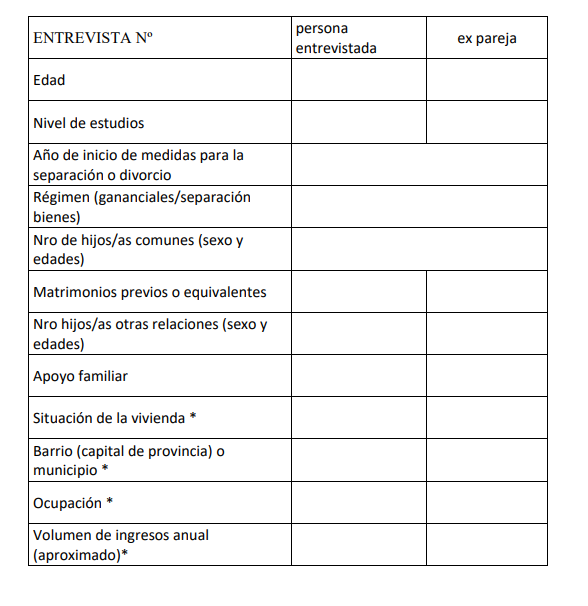 ENTREVISTA Nº
persona
entrevistada
ex pareja
Edad
Nivel de estudios
Año de inicio de medidas para la
separación o divorcio
Régimen (gananciales/separación
bienes)
Nro de hijos/as comunes (sexo y
edades)
Matrimonios previos o equivalentes
Nro hijos/as otras relaciones (sexo y
edades)
Apoyo familiar
Situación de la vivienda *
Barrio (capital de provincia) o
municipio *
Ocupación *
Volumen de ingresos anual
(aproximado)*